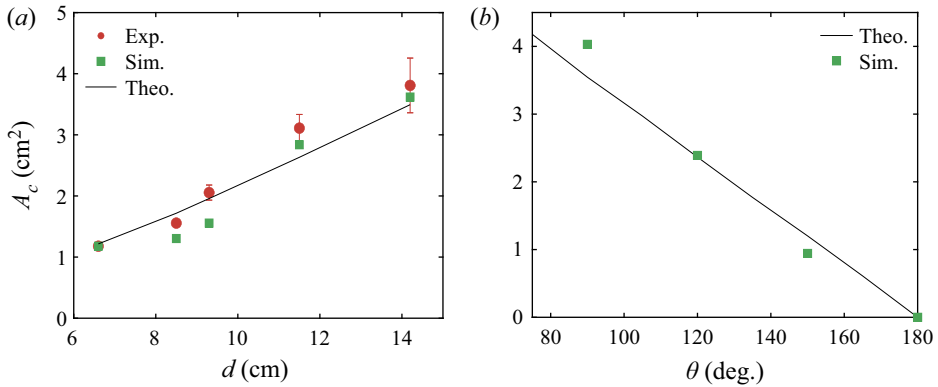 (a)
Exp.
Sim.
Theo.
5
4
3
2
1
0
A_c (cm²)
6 8 10 12 14
d (cm)
(b)
Theo.
Sim.
4
3
2
1
0
80 100 120 140 160 180
θ (deg.)